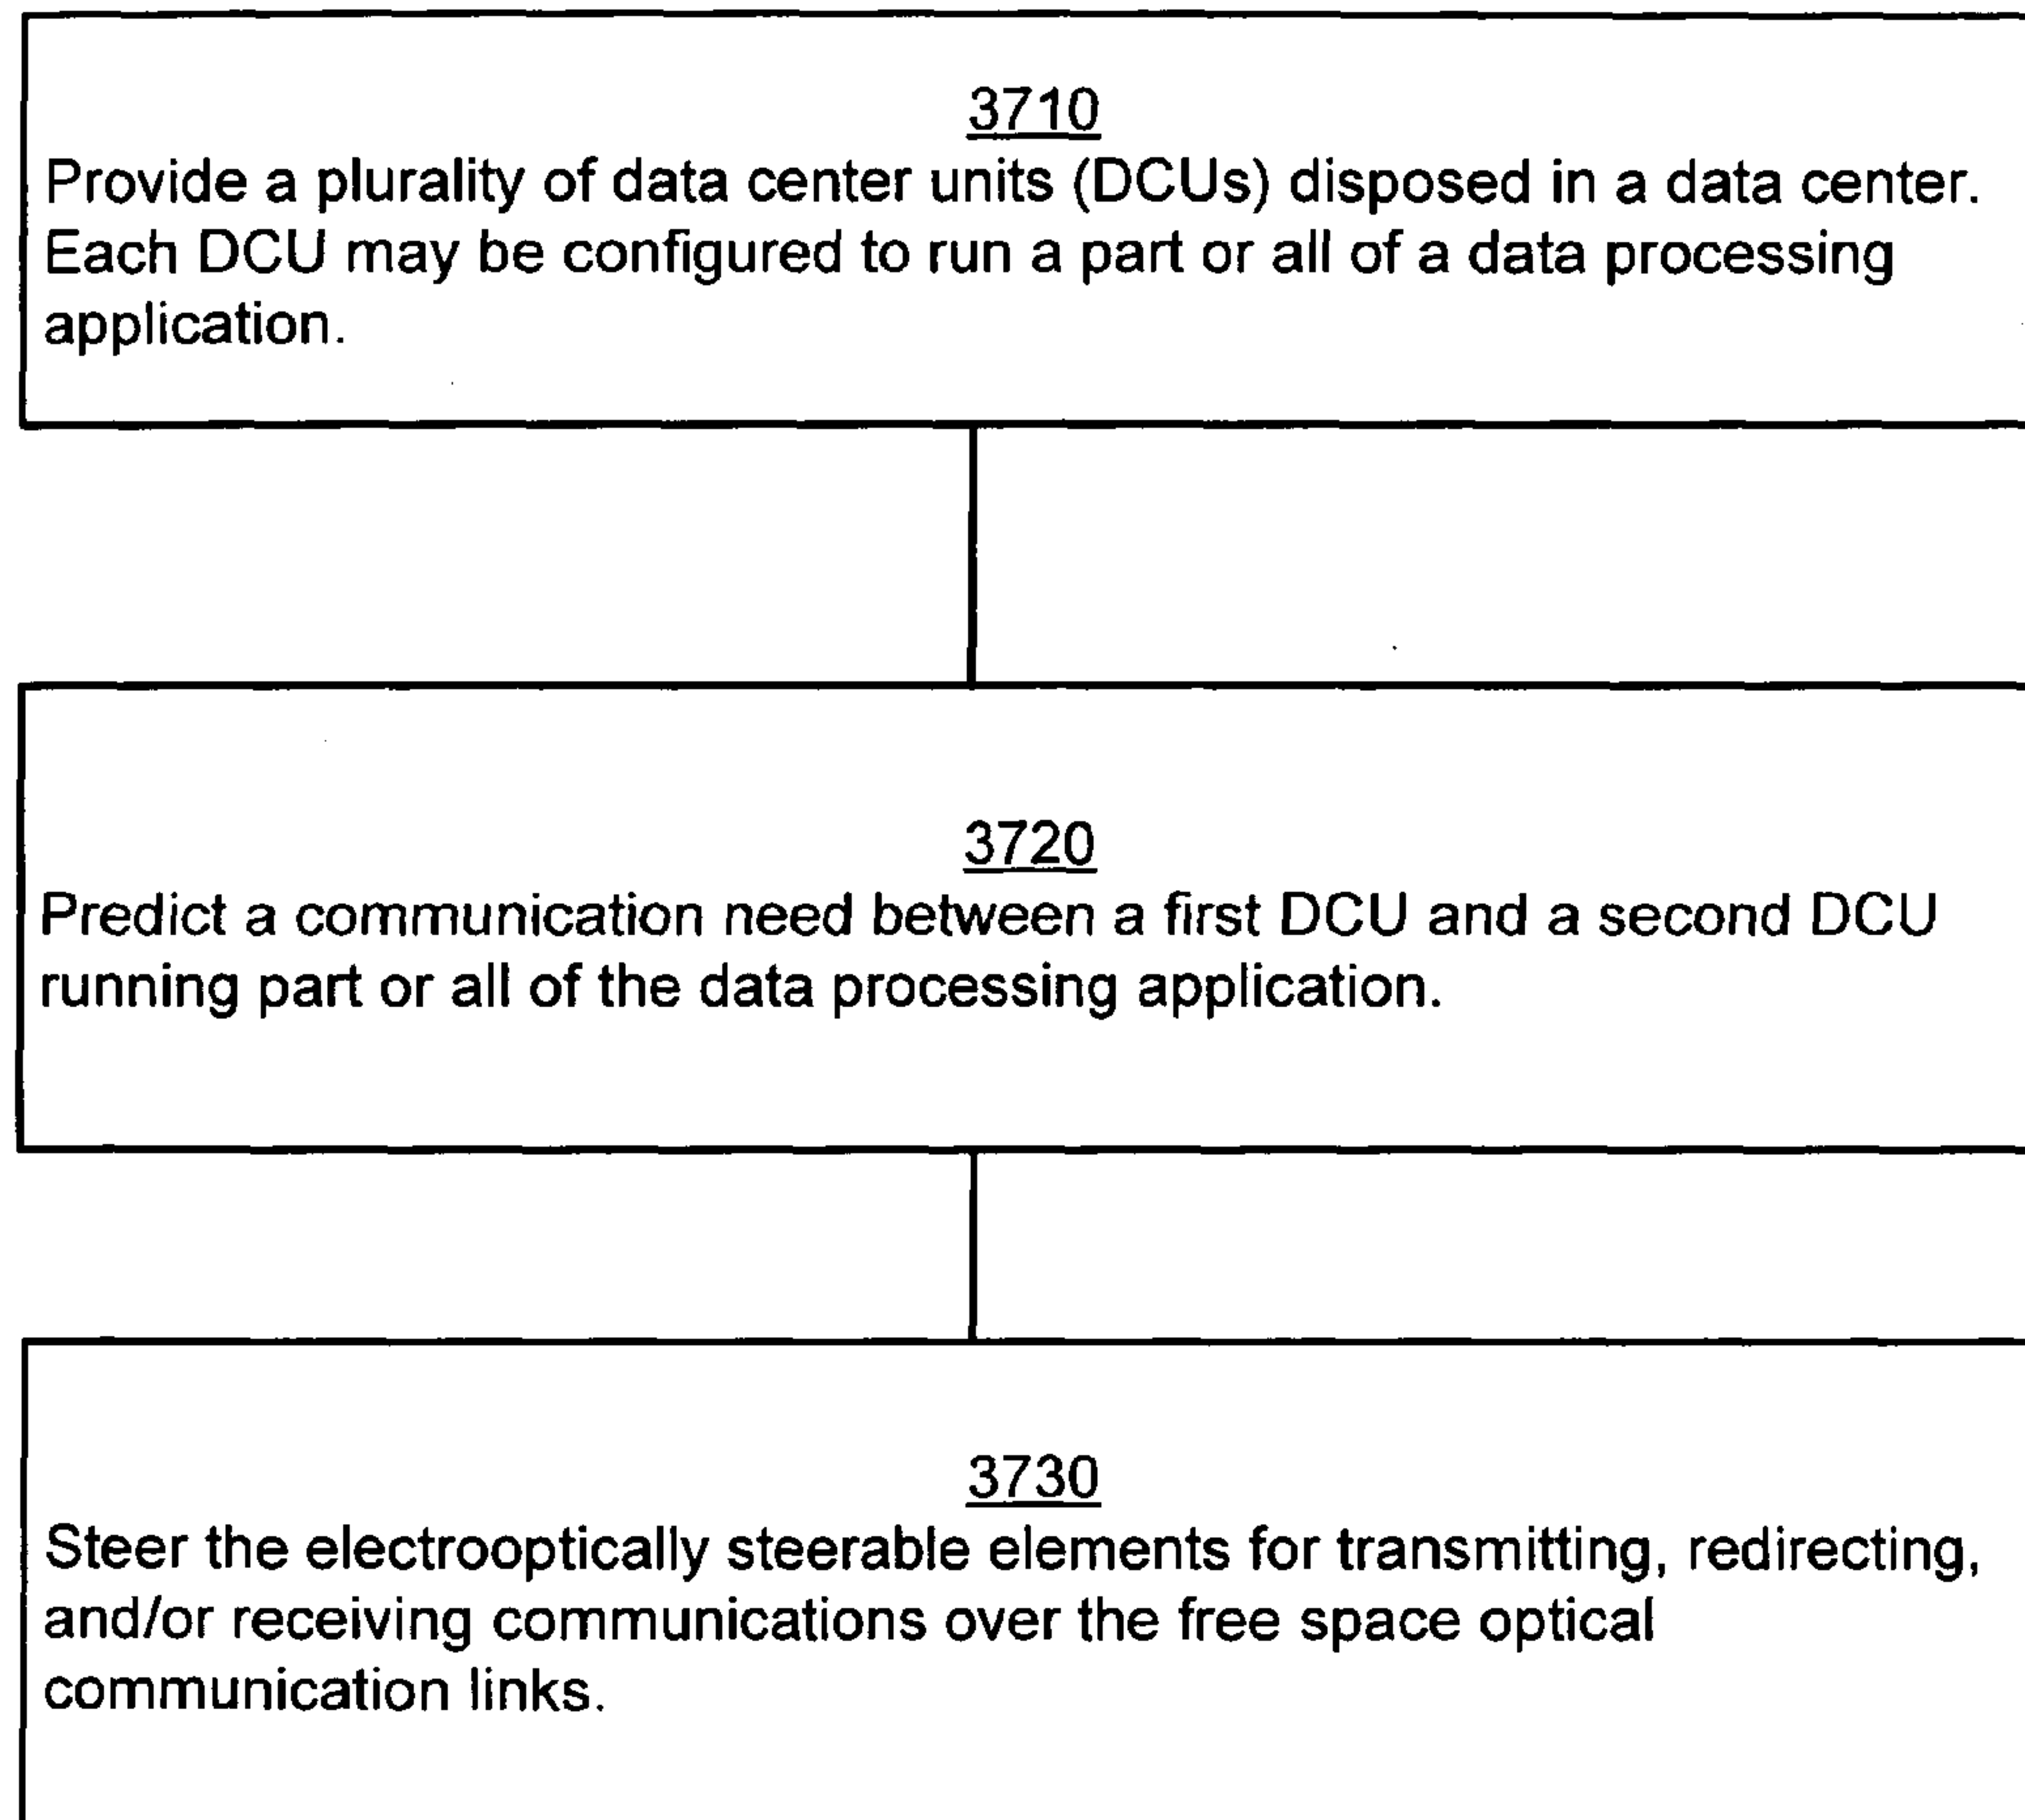 3710
Provide a plurality of data center units (DCUs) disposed in a data center.
Each DCU may be configured to run a part or all of a data processing
application.
3720
Predict a communication need between a first DCU and a second DCU
running part or all of the data processing application.
3730
Steer the electrooptically steerable elements for transmitting, redirecting,
and/or receiving communications over the free space optical
communication links.